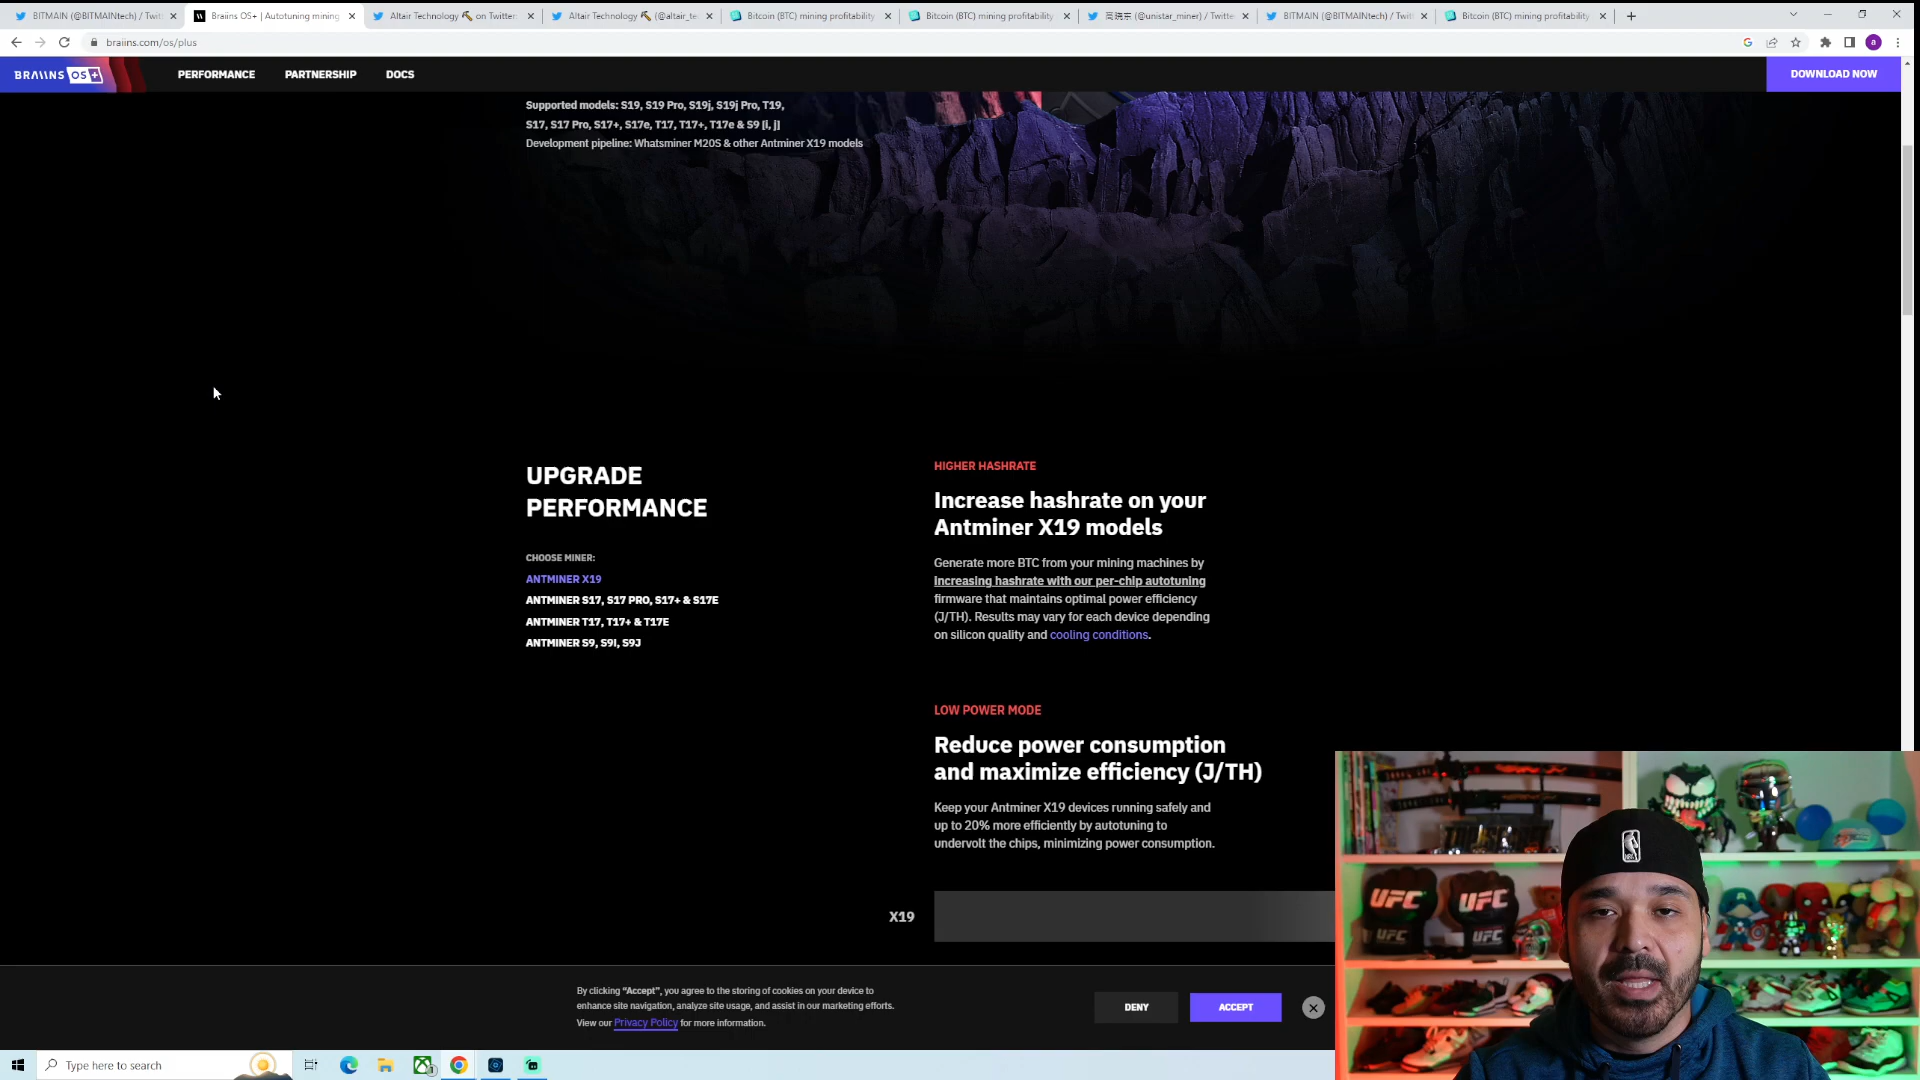 BITMAIN (@BITMAINtech) / Twit
Braiins OS+ | Autotuning mining
Altair Technology ⛏ on Twitter:
Altair Technology ⛏ (@altair_te
Bitcoin (BTC) mining profitability
Bitcoin (BTC) mining profitability
(@unistar_miner) / Twitte
BITMAIN (@BITMAINtech) / Twit
Bitcoin (BTC) mining profitability
braiins.com/os/plus
BRAIINS OS+
PERFORMANCE
PARTNERSHIP
DOCS
DOWNLOAD NOW
Supported models: S19, S19 Pro, S19j, S19j Pro, T19,
S17, S17 Pro, S17+, S17e, T17, T17+, T17e & S9 [i, j]
Development pipeline: Whatsminer M20S & other Antminer X19 models
UPGRADE
PERFORMANCE
CHOOSE MINER:
ANTMINER X19
ANTMINER S17, S17 PRO, S17+ & S17E
ANTMINER T17, T17+ & T17E
ANTMINER S9, S9I, S9J
HIGHER HASHRATE
Increase hashrate on your
Antminer X19 models
Generate more BTC from your mining machines by
increasing hashrate with our per-chip autotuning
firmware that maintains optimal power efficiency
(J/TH). Results may vary for each device depending
on silicon quality and cooling conditions.
LOW POWER MODE
Reduce power consumption
and maximize efficiency (J/TH)
Keep your Antminer X19 devices running safely and
up to 20% more efficiently by autotuning to
undervolt the chips, minimizing power consumption.
X19
By clicking “Accept”, you agree to the storing of cookies on your device to
enhance site navigation, analyze site usage, and assist in our marketing efforts.
View our Privacy Policy for more information.
DENY
ACCEPT
UFC
UFC
UFC
UFC
Type here to search